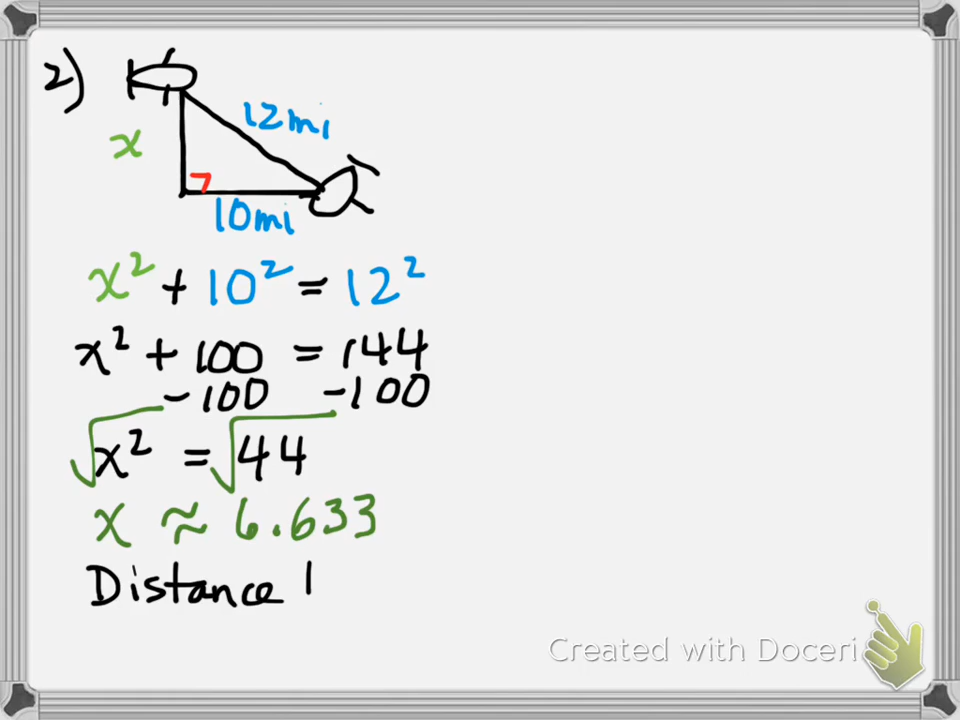 2)
12mi
x
10mi
x² + 10² = 12²
x² + 100 = 144
-100 -100
√x² = √44
x ≈ 6.633
Distance
Created with Doceri